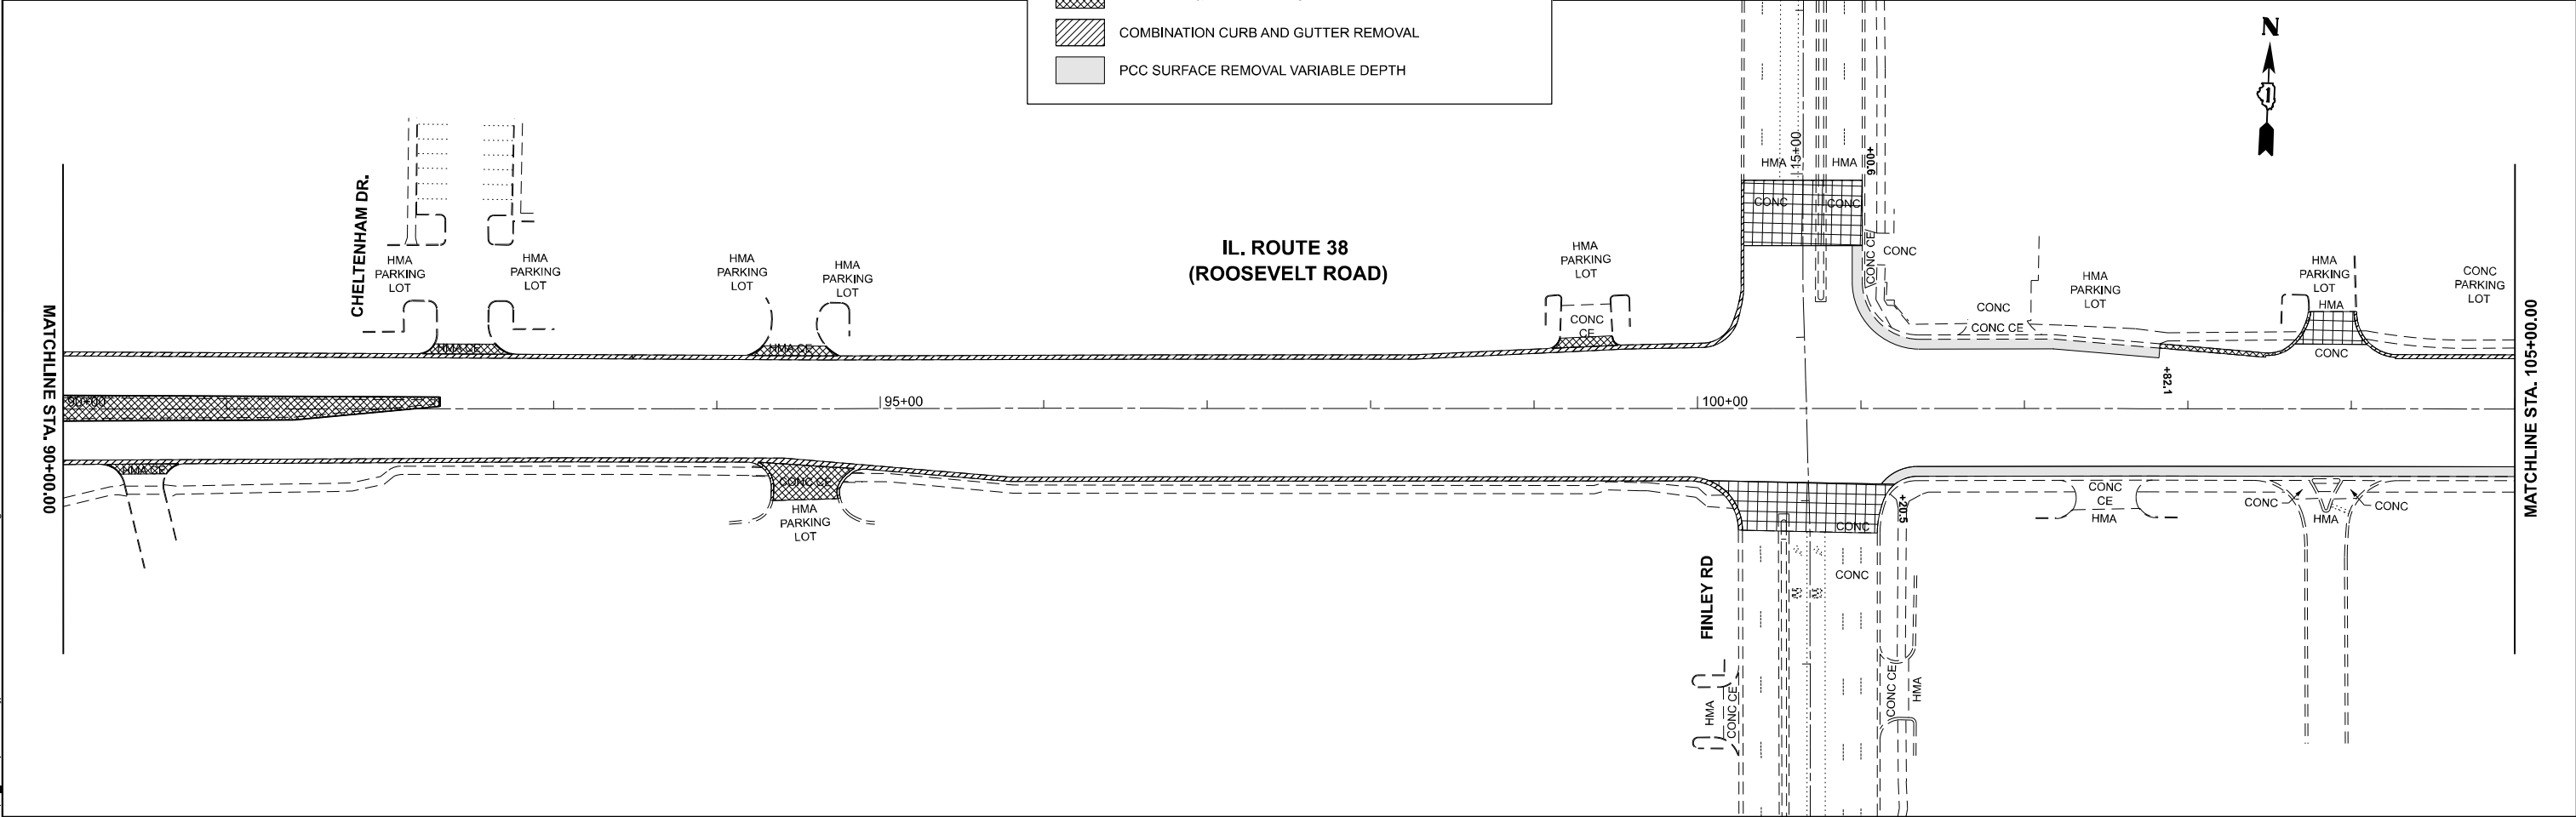 COMBINATION CURB AND GUTTER REMOVAL
PCC SURFACE REMOVAL VARIABLE DEPTH
N
1
MATCHLINE STA. 90+00.00
CHELTENHAM DR.
HMA
PARKING
LOT
HMA
PARKING
LOT
HMA
PARKING
LOT
HMA
PARKING
LOT
IL. ROUTE 38
(ROOSEVELT ROAD)
HMA
PARKING
LOT
CONC
CE
HMA
15+00
HMA
+00.6
CONC
CONC
CONC CE
CONC
CONC
CONC CE
HMA
PARKING
LOT
HMA
PARKING
LOT
HMA
CONC
CONC
PARKING
LOT
MATCHLINE STA. 105+00.00
HMA CE
HMA CE
90+00
95+00
100+00
+82.1
HMA CE
CONC CE
HMA
PARKING
LOT
CONC
+20.5
CONC
CONC
CE
HMA
CONC
HMA
CONC
FINLEY RD
HMA
CONC CE
CONC CE
HMA